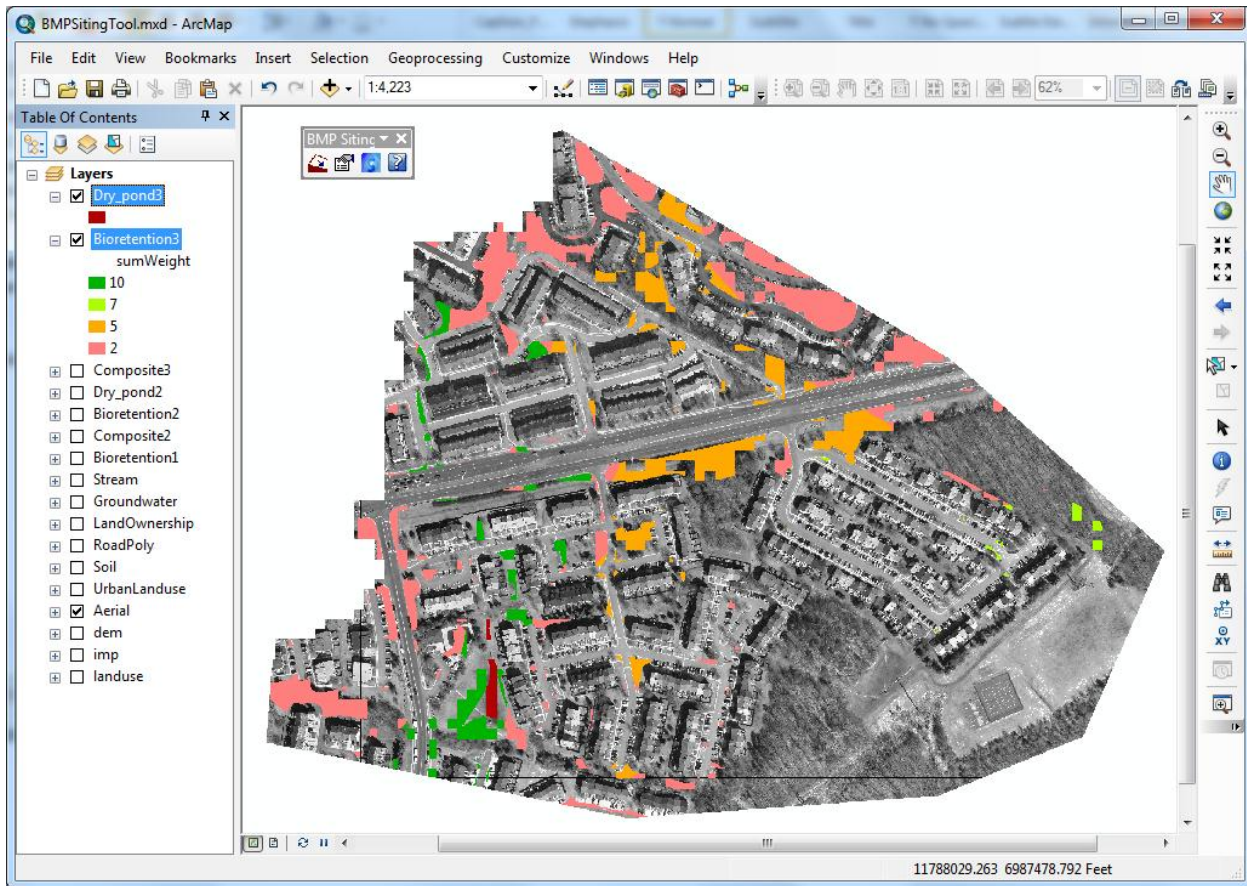 BMPSitingTool.mxd - ArcMap
File Edit View Bookmarks Insert Selection Geoprocessing Customize Windows Help
1:4,223
62%
Table Of Contents
BMP Siting
Layers
Dry_pond3
Bioretention3
sumWeight
10
7
5
2
Composite3
Dry_pond2
Bioretention2
Composite2
Bioretention1
Stream
Groundwater
LandOwnership
RoadPoly
Soil
UrbanLanduse
Aerial
dem
imp
landuse
XY
11788029.263 6987478.792 Feet